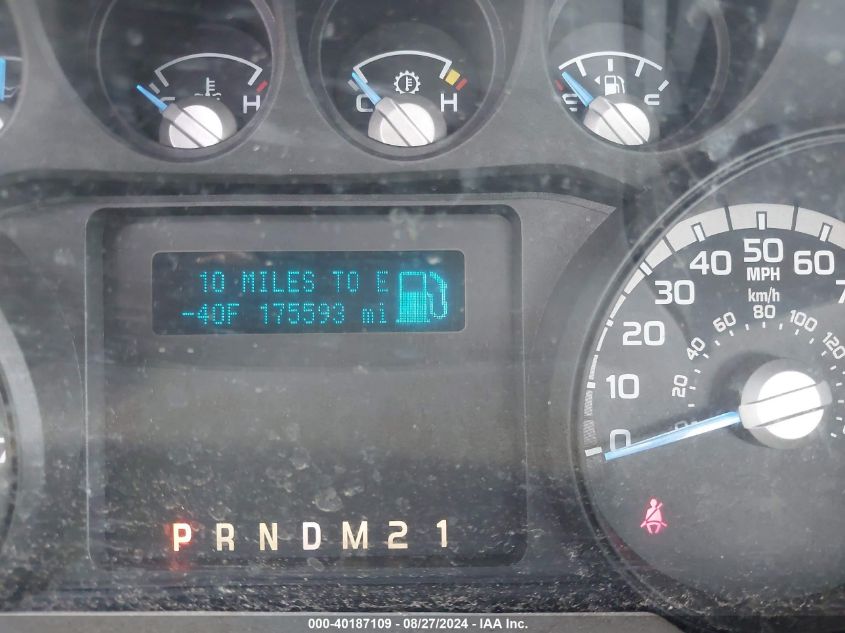 H
C H
10 MILES TO E
-40F 175593 mi
0 10 20 30 40 50 60
MPH
km/h
20 40 60 80 100 120
P R N D M 2 1
000-40187109 - 08/27/2024 - IAA Inc.